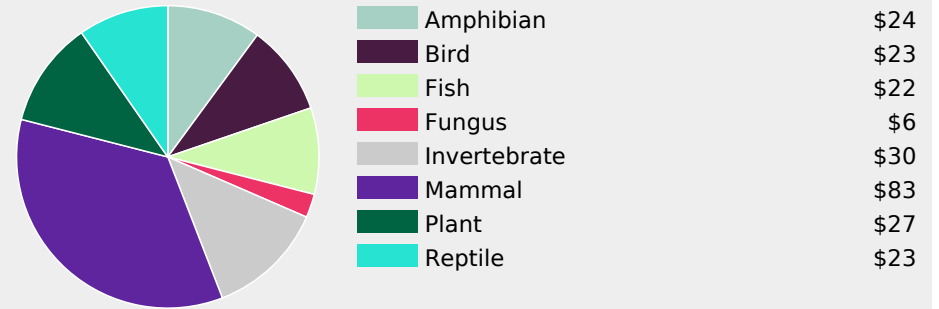 Amphibian $24
Bird $23
Fish $22
Fungus $6
Invertebrate $30
Mammal $83
Plant $27
Reptile $23